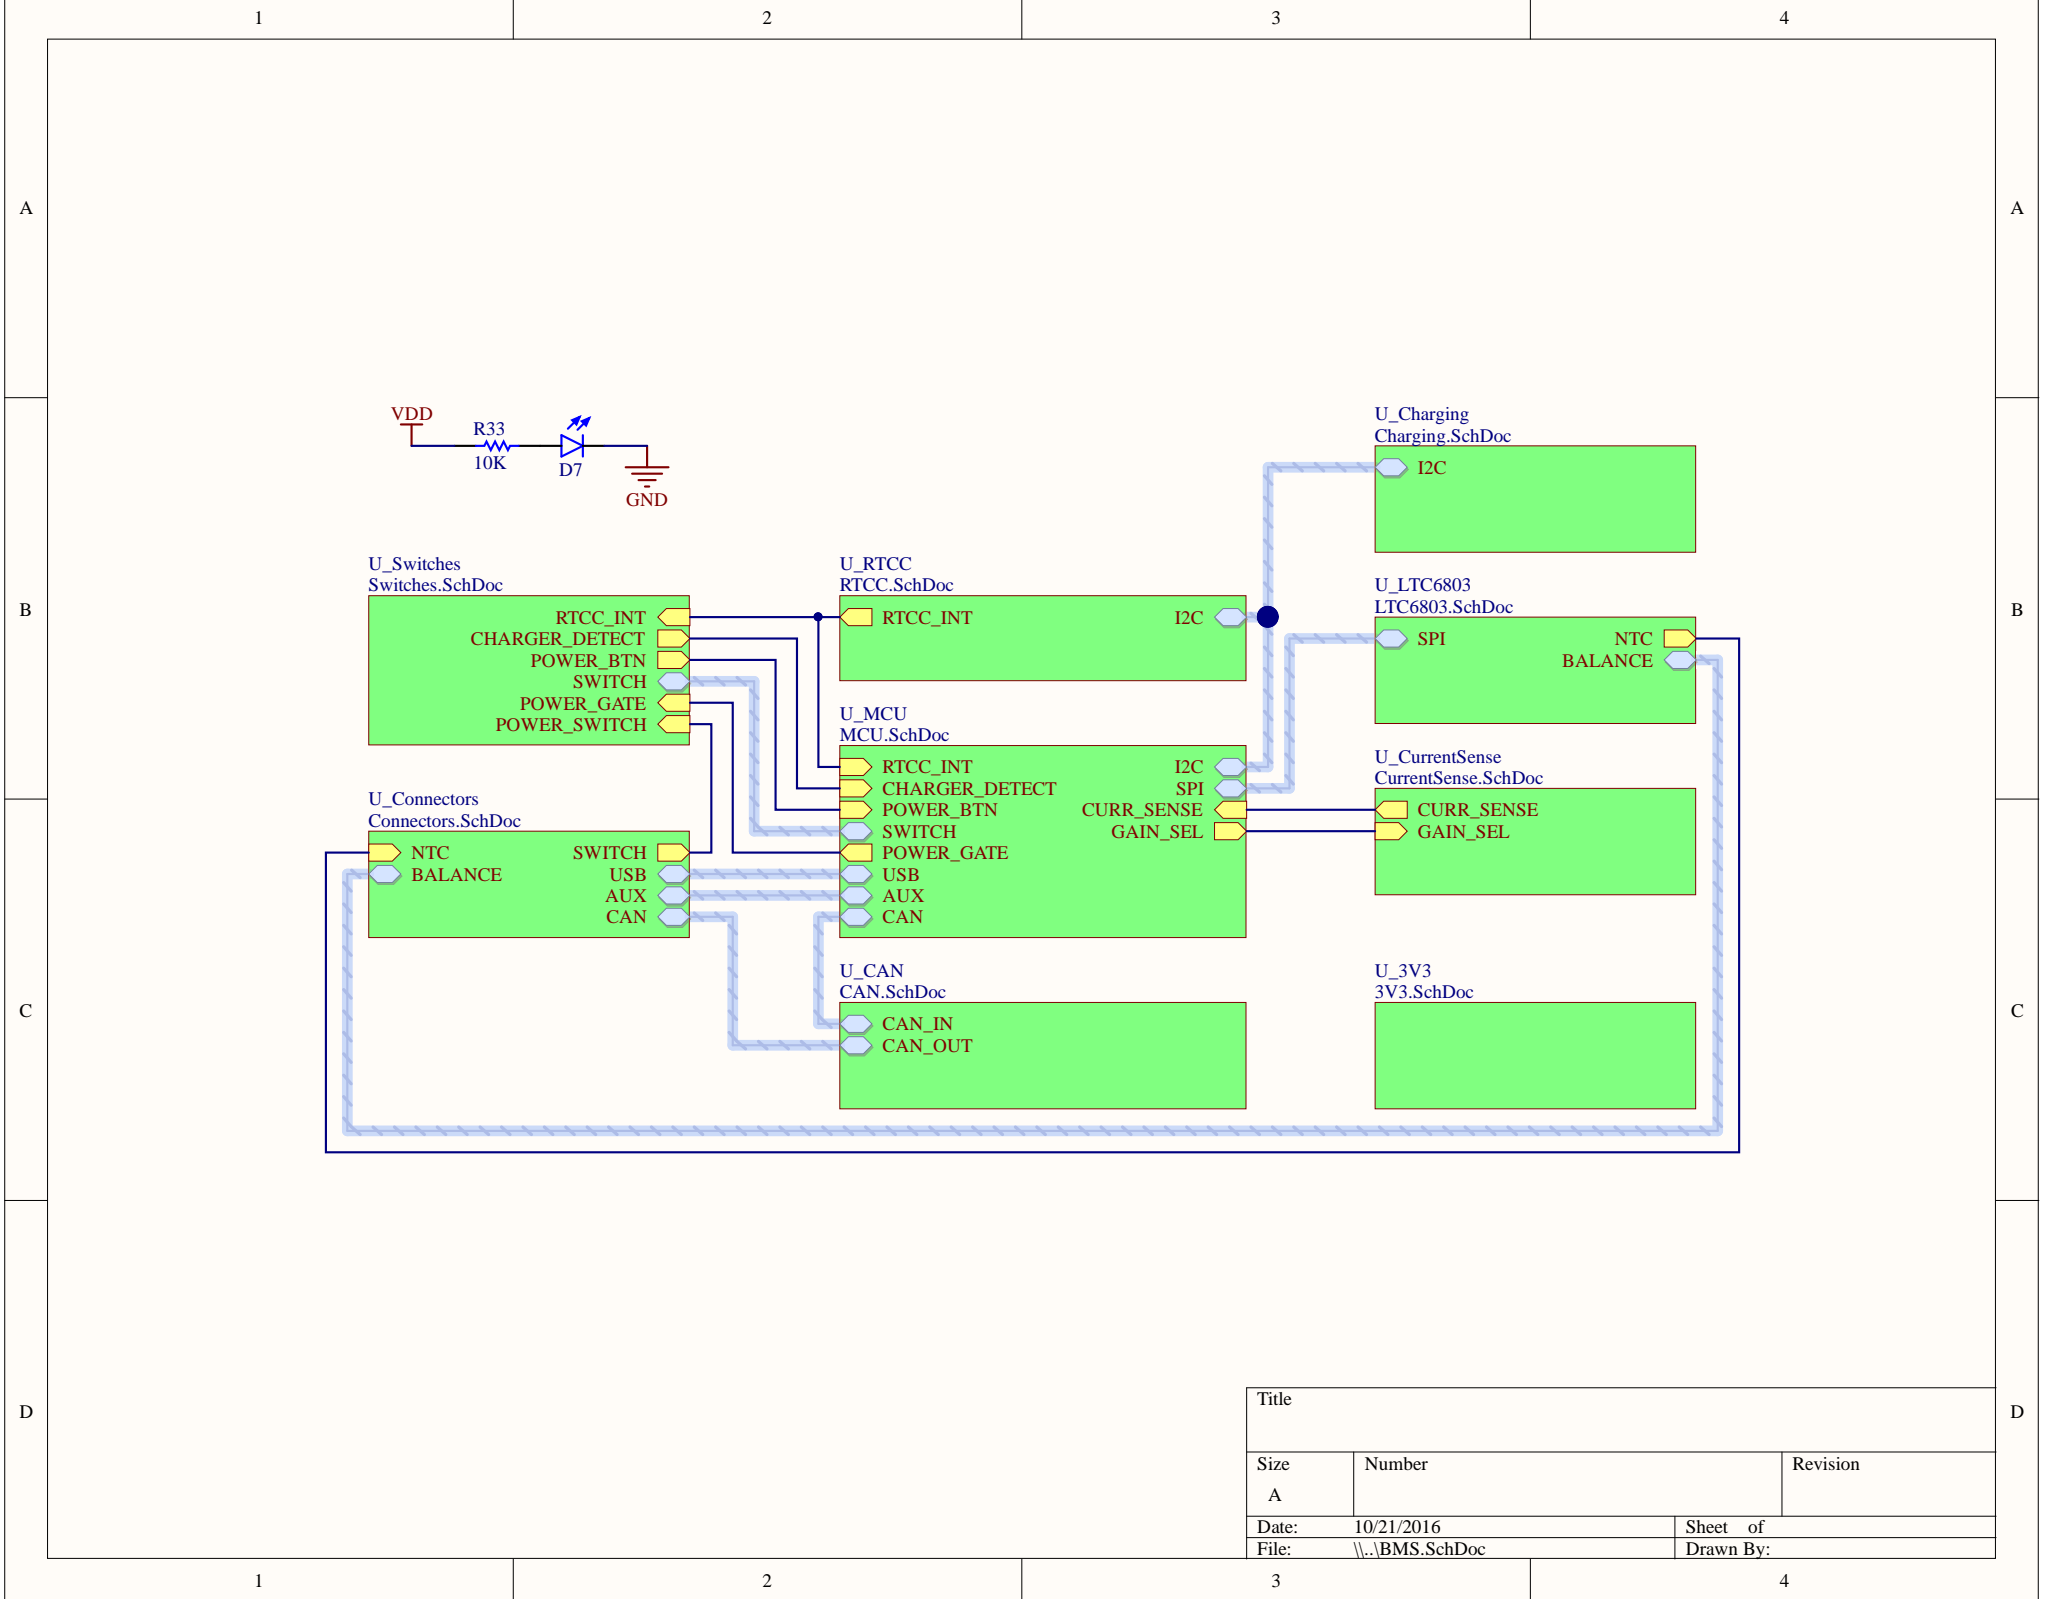 1 2 3 4
A A
VDD
R33
10K
D7
GND
U_Charging
Charging.SchDoc
I2C
B B
U_Switches
Switches.SchDoc
RTCC_INT
CHARGER_DETECT
POWER_BTN
SWITCH
POWER_GATE
POWER_SWITCH
U_RTCC
RTCC.SchDoc
RTCC_INT I2C
U_LTC6803
LTC6803.SchDoc
SPI NTC
BALANCE
U_MCU
MCU.SchDoc
RTCC_INT I2C
CHARGER_DETECT SPI
POWER_BTN CURR_SENSE
SWITCH GAIN_SEL
POWER_GATE
USB
AUX
CAN
U_CurrentSense
CurrentSense.SchDoc
CURR_SENSE
GAIN_SEL
U_Connectors
Connectors.SchDoc
NTC SWITCH
BALANCE USB
AUX
CAN
C C
U_CAN
CAN.SchDoc
CAN_IN
CAN_OUT
U_3V3
3V3.SchDoc
D D
Title
Size Number Revision
A
Date: 10/21/2016 Sheet of
File: \\..\BMS.SchDoc Drawn By:
1 2 3 4